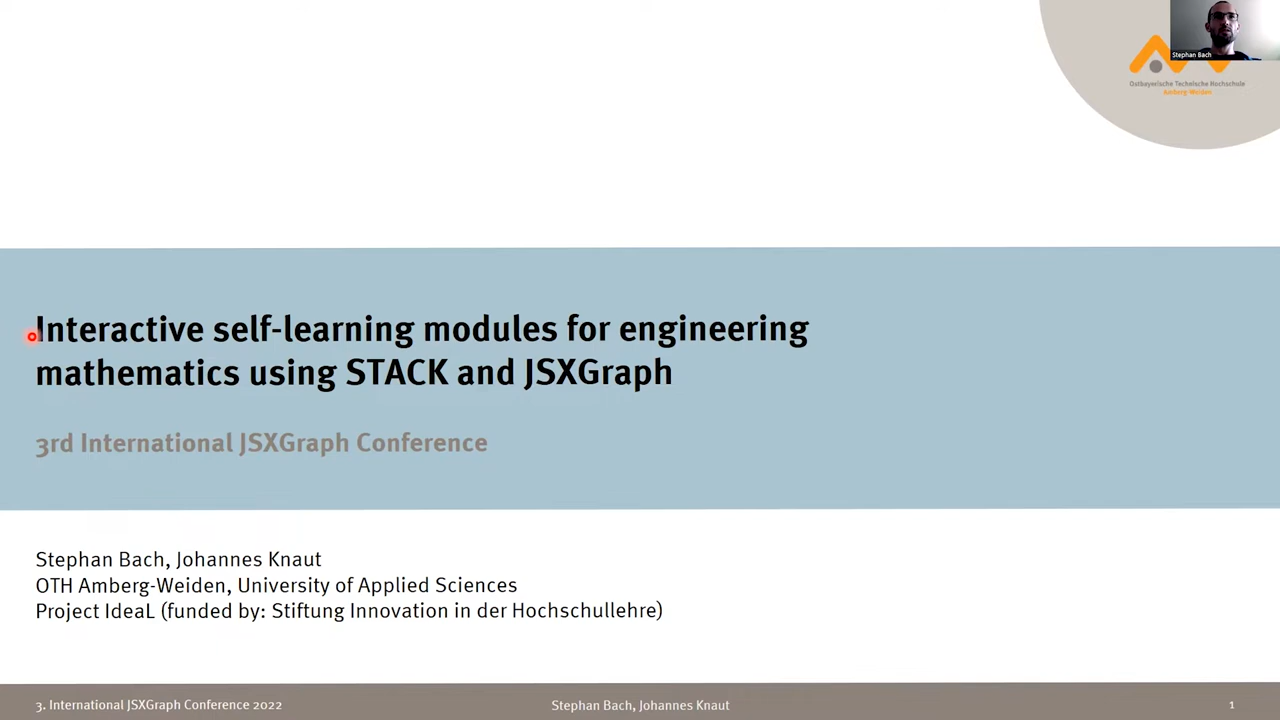 Stephan Bach
Ostbayerische Technische Hochschule
Amberg-Weiden
Interactive self-learning modules for engineering
mathematics using STACK and JSXGraph
3rd International JSXGraph Conference
Stephan Bach, Johannes Knaut
OTH Amberg-Weiden, University of Applied Sciences
Project IdeaL (funded by: Stiftung Innovation in der Hochschullehre)
3. International JSXGraph Conference 2022
Stephan Bach, Johannes Knaut
1